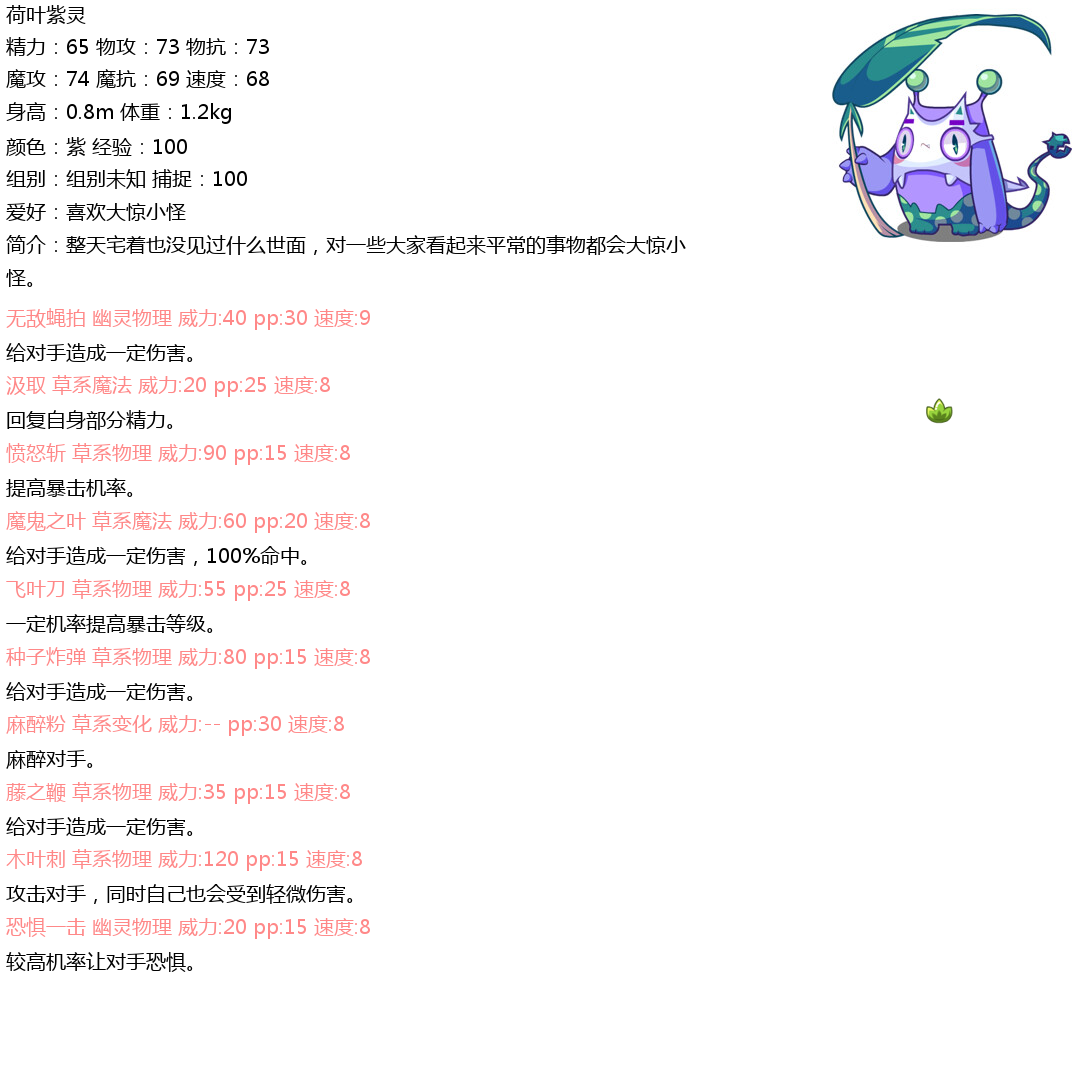 荷叶紫灵
精力：65 物攻：73 物抗：73
魔攻：74 魔抗：69 速度：68
身高：0.8m 体重：1.2kg
颜色：紫 经验：100
组别：组别未知 捕捉：100
爱好：喜欢大惊小怪
简介：整天宅着也没见过什么世面，对一些大家看起来平常的事物都会大惊小
怪。
无敌蝇拍 幽灵物理 威力:40 pp:30 速度:9
给对手造成一定伤害。
汲取 草系魔法 威力:20 pp:25 速度:8
回复自身部分精力。
愤怒斩 草系物理 威力:90 pp:15 速度:8
提高暴击机率。
魔鬼之叶 草系魔法 威力:60 pp:20 速度:8
给对手造成一定伤害，100%命中。
飞叶刀 草系物理 威力:55 pp:25 速度:8
一定机率提高暴击等级。
种子炸弹 草系物理 威力:80 pp:15 速度:8
给对手造成一定伤害。
麻醉粉 草系变化 威力:-- pp:30 速度:8
麻醉对手。
藤之鞭 草系物理 威力:35 pp:15 速度:8
给对手造成一定伤害。
木叶刺 草系物理 威力:120 pp:15 速度:8
攻击对手，同时自己也会受到轻微伤害。
恐惧一击 幽灵物理 威力:20 pp:15 速度:8
较高机率让对手恐惧。